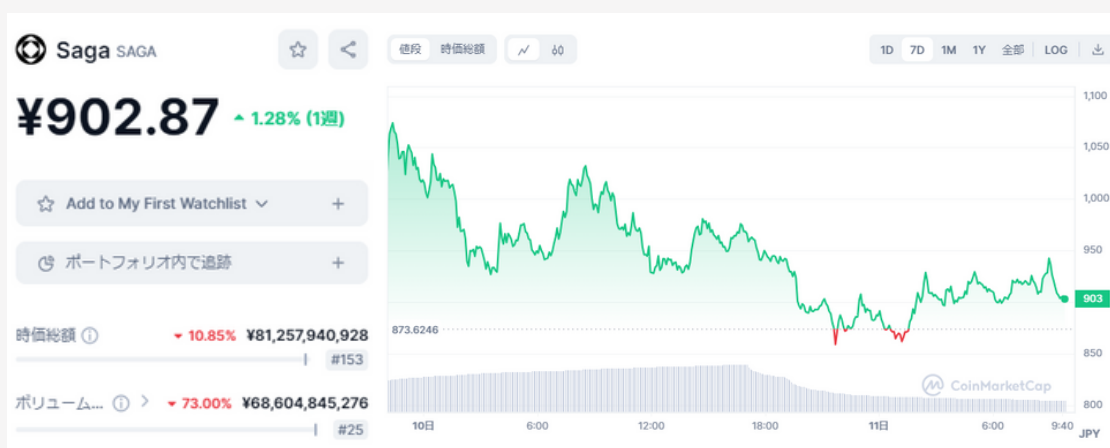 Saga SAGA
¥902.87 1.28% (1週)
Add to My First Watchlist +
ポートフォリオ内で追跡 +
時価総額 10.85% ¥81,257,940,928
#153
ボリューム... 73.00% ¥68,604,845,276
#25
値段 時価総額
1D 7D 1M 1Y 全部 LOG
1,100
1,050
1,000
950
903
873.6246
850
800
CoinMarketCap
10日 6:00 12:00 18:00 11日 6:00 9:40
JPY